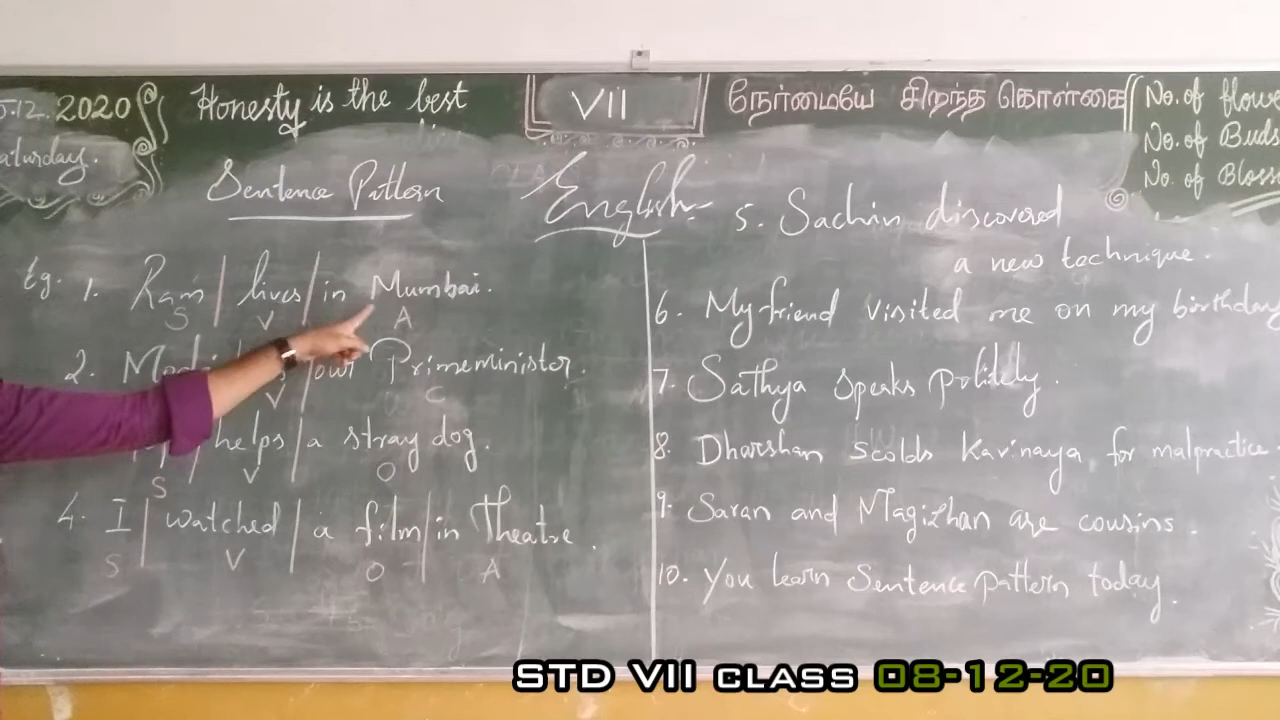 .12.2020
aturday.
Honesty is the best
VII
நேர்மையே சிறந்த கொள்கை
No. of flowe
No. of Buds
No. of Blosso
Sentence Pattern
English
Eg. 1. Ram | lives | in Mumbai.
S V A
2. Modi | our Primeminister.
V C
helps | a stray dog.
S V O
4. I | watched | a film | in Theatre.
S V O A
5. Sachin discovered
a new technique.
6. My friend visited me on my birthday
7. Sathya speaks politely.
8. Dharshan scolds Kavinaya for malpractice.
9. Saran and Magizhan are cousins.
10. You learn Sentence pattern today.
STD VII CLASS 08-12-20